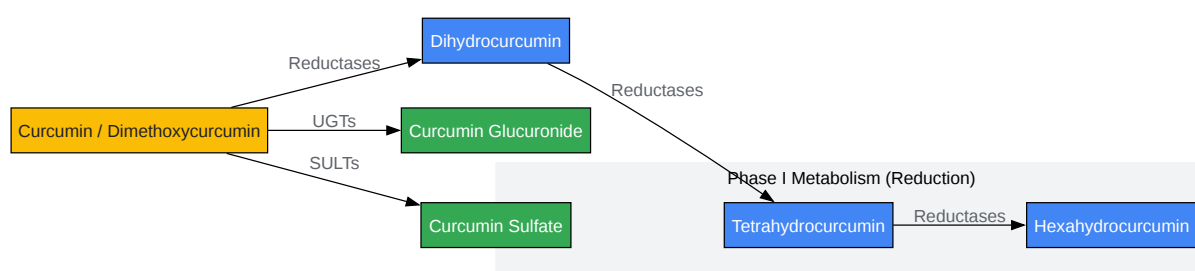 Dihydrocurcumin
Reductases
Reductases
Curcumin / Dimethoxycurcumin
UGTs
Curcumin Glucuronide
SULTs
Phase I Metabolism (Reduction)
Curcumin Sulfate
Tetrahydrocurcumin
Reductases
Hexahydrocurcumin